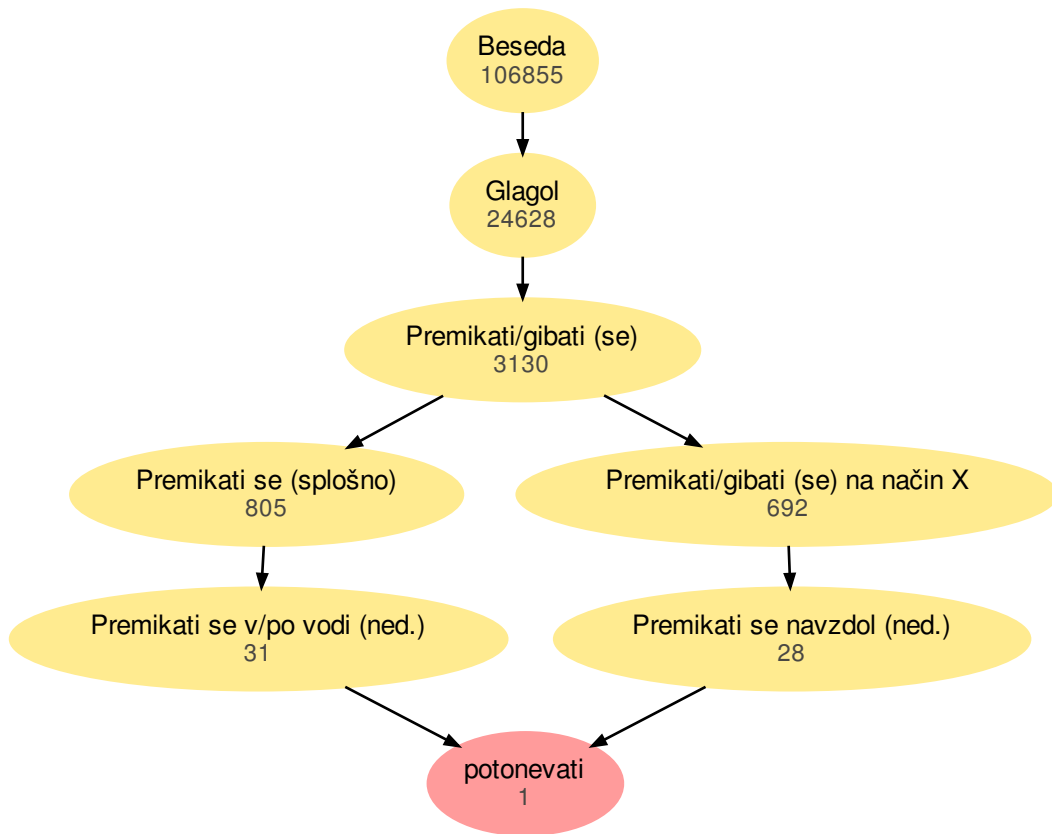 Beseda
106855
Glagol
24628
Premikati/gibati (se)
3130
Premikati se (splošno)
805
Premikati/gibati (se) na način X
692
Premikati se v/po vodi (ned.)
31
Premikati se navzdol (ned.)
28
potonevati
1